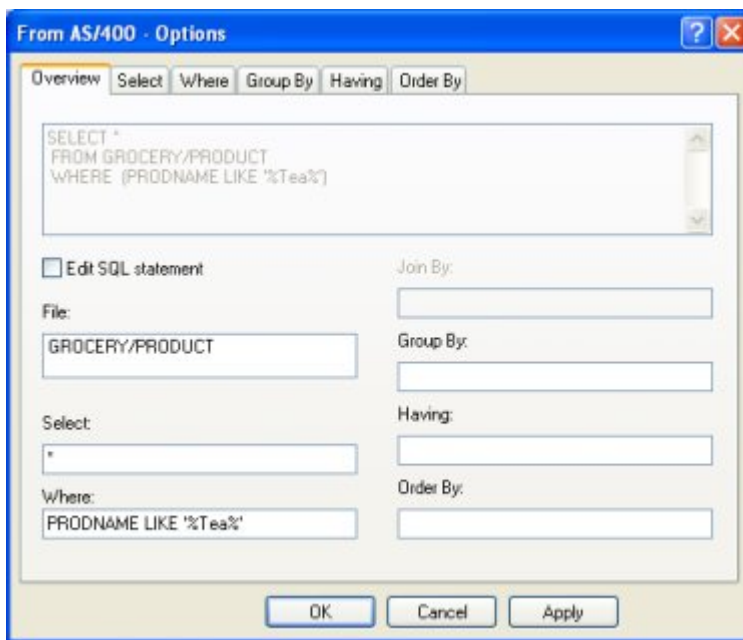 From AS/400 - Options
Overview Select Where Group By Having Order By
SELECT *
FROM GROCERY/PRODUCT
WHERE (PRODNAME LIKE '%Tea%')
Edit SQL statement
Join By:
File:
GROCERY/PRODUCT
Group By:
Select:
*
Having:
Where:
PRODNAME LIKE '%Tea%'
Order By:
OK Cancel Apply